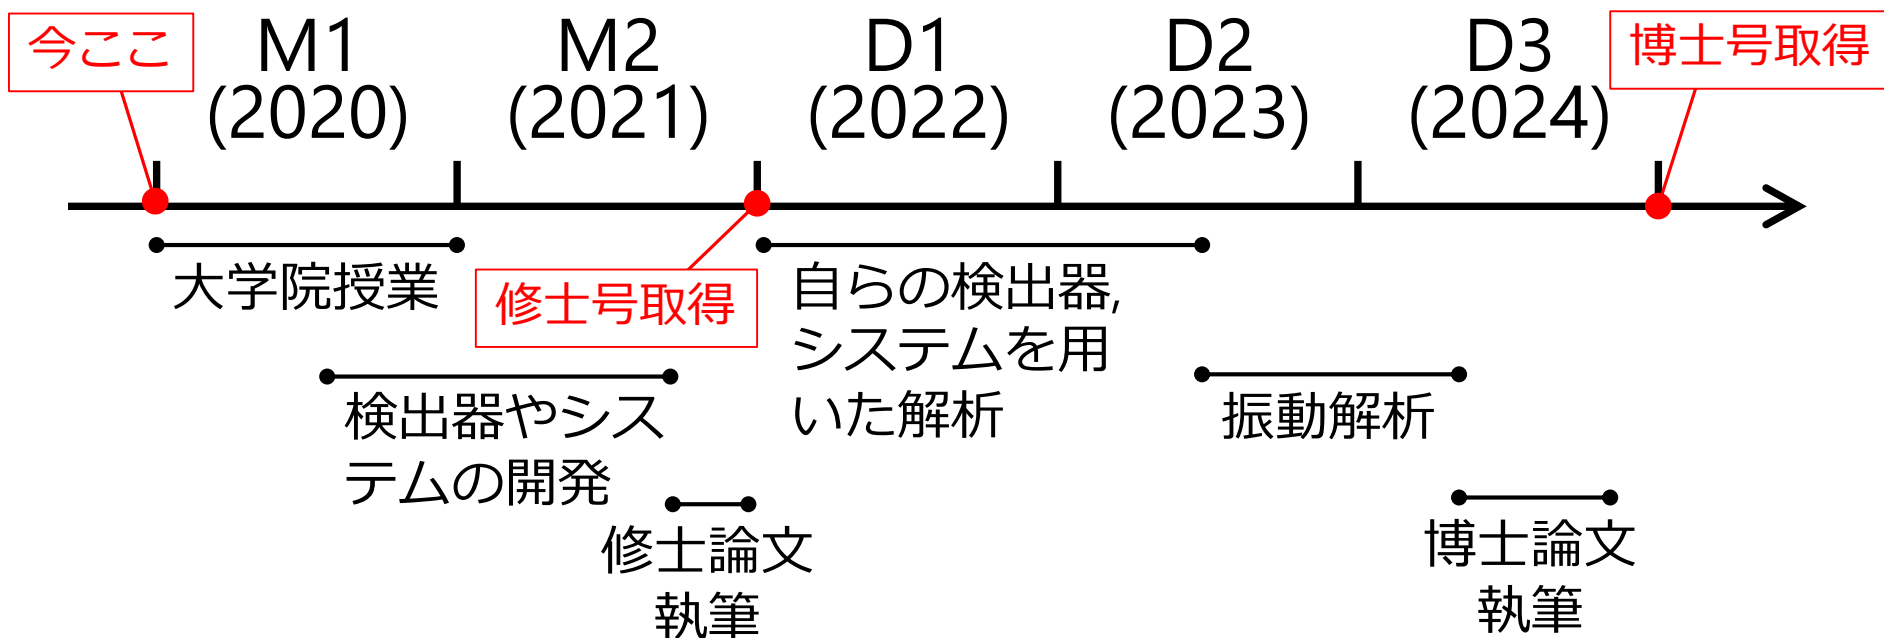 今ここ
M1
(2020)
M2
(2021)
D1
(2022)
D2
(2023)
D3
(2024)
博士号取得
大学院授業
修士号取得
自らの検出器,
システムを用
いた解析
検出器やシス
テムの開発
振動解析
修士論文
執筆
博士論文
執筆